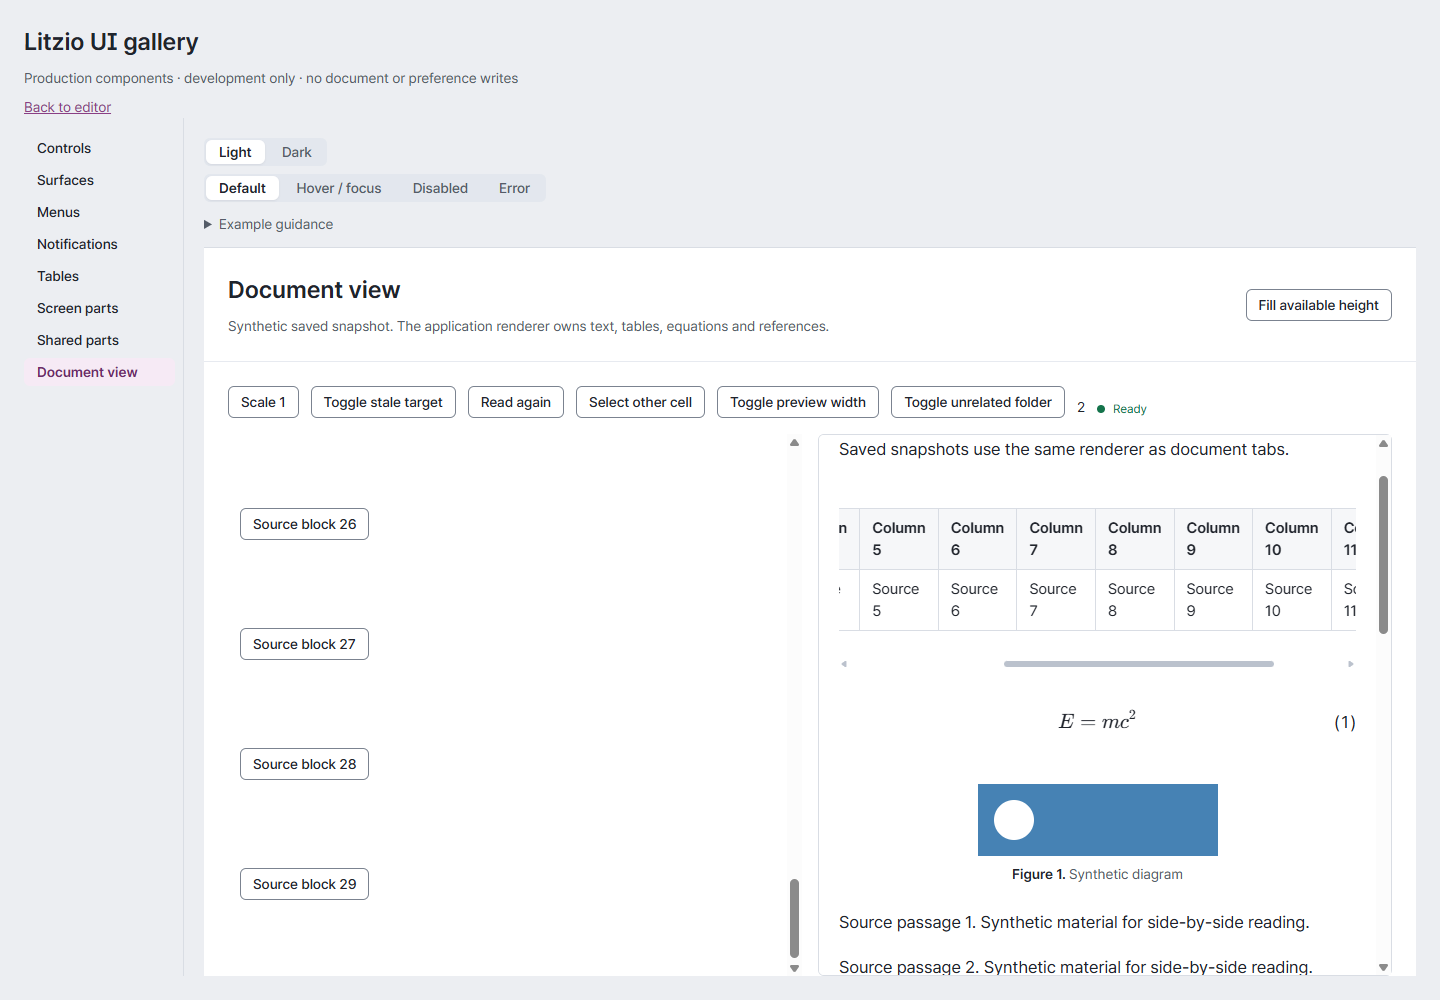 Litzio UI gallery
Production components · development only · no document or preference writes
Back to editor
Controls
Surfaces
Menus
Notifications
Tables
Screen parts
Shared parts
Document view
Light
Dark
Default
Hover / focus
Disabled
Error
Example guidance
Document view
Synthetic saved snapshot. The application renderer owns text, tables, equations and references.
Fill available height
Scale 1
Toggle stale target
Read again
Select other cell
Toggle preview width
Toggle unrelated folder
2
Ready
Source block 26
Source block 27
Source block 28
Source block 29
Saved snapshots use the same renderer as document tabs.
Column 5
Column 6
Column 7
Column 8
Column 9
Column 10
11
Source 5
Source 6
Source 7
Source 8
Source 9
Source 10
11
E = mc²
(1)
Figure 1. Synthetic diagram
Source passage 1. Synthetic material for side-by-side reading.
Source passage 2. Synthetic material for side-by-side reading.